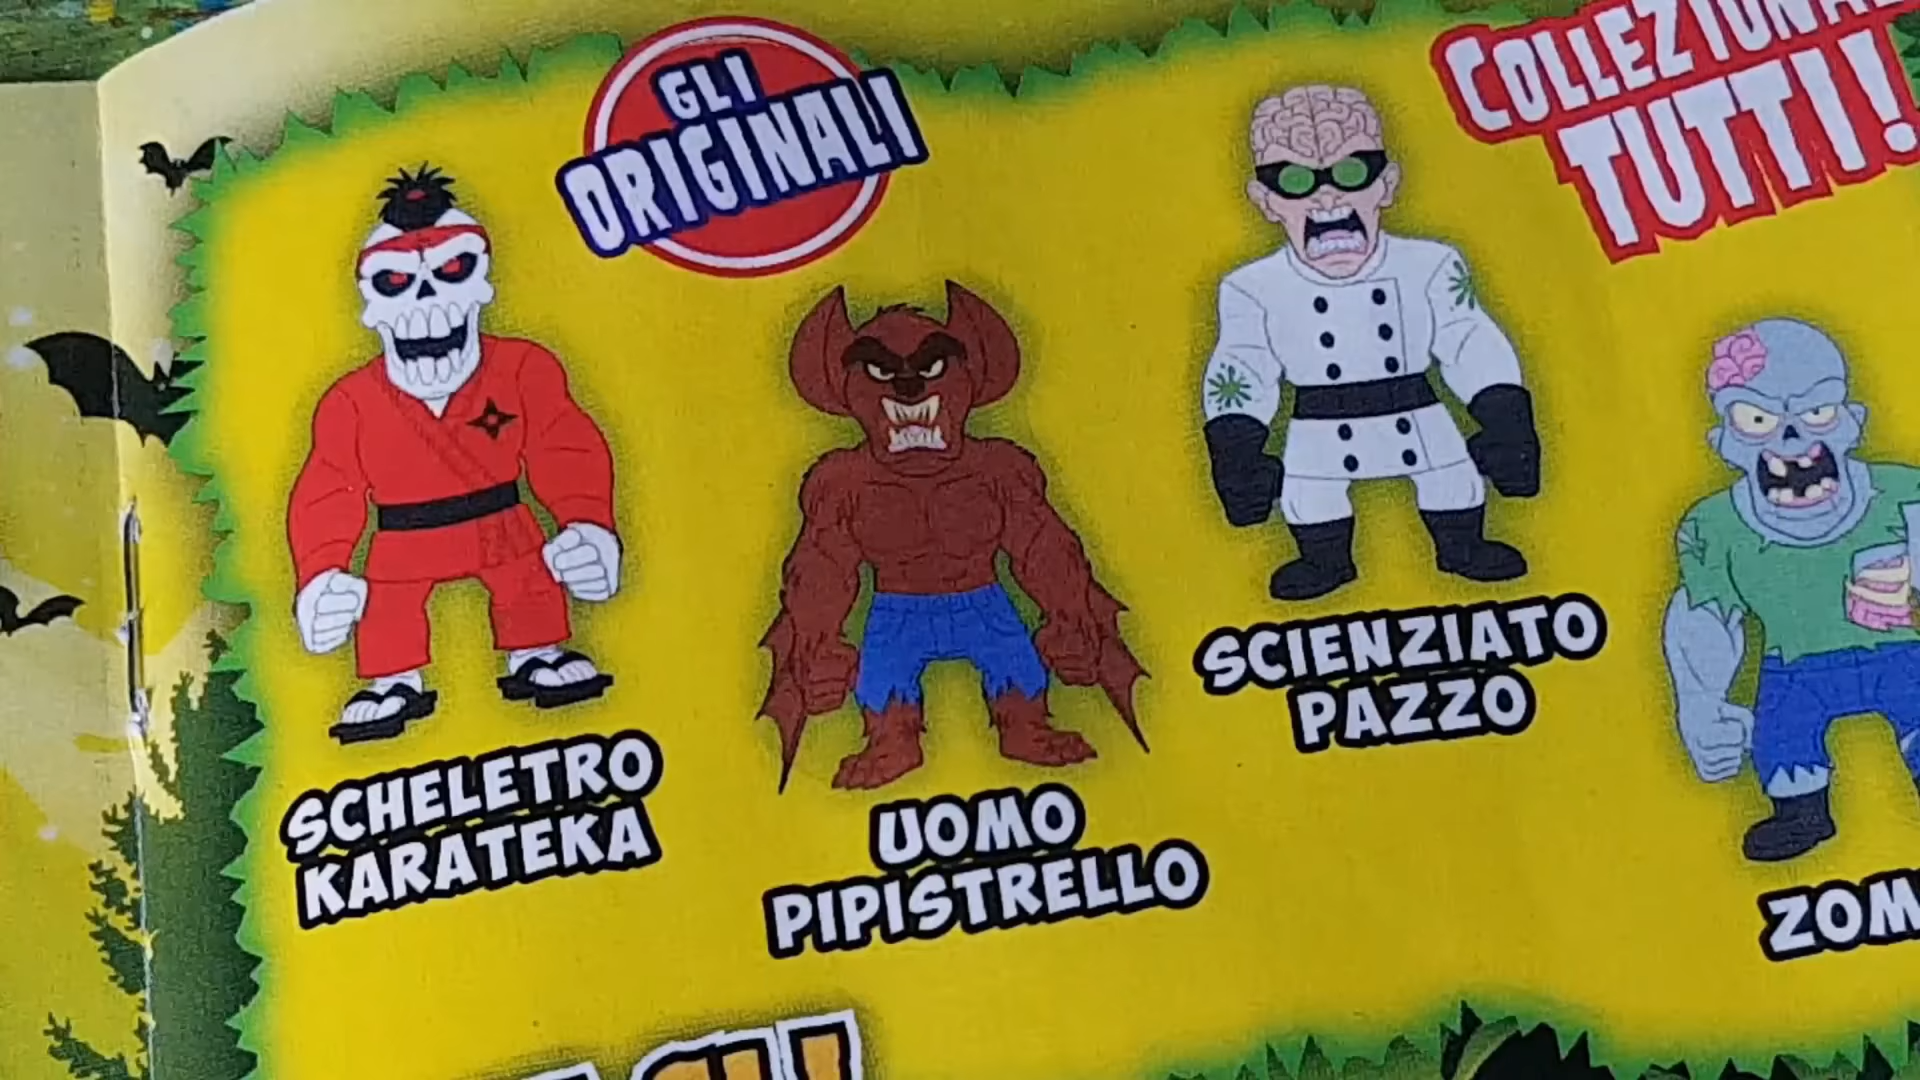 GLI
ORIGINALI
TUTTI!
SCHELETRO
KARATEKA
UOMO
PIPISTRELLO
SCIENZIATO
PAZZO